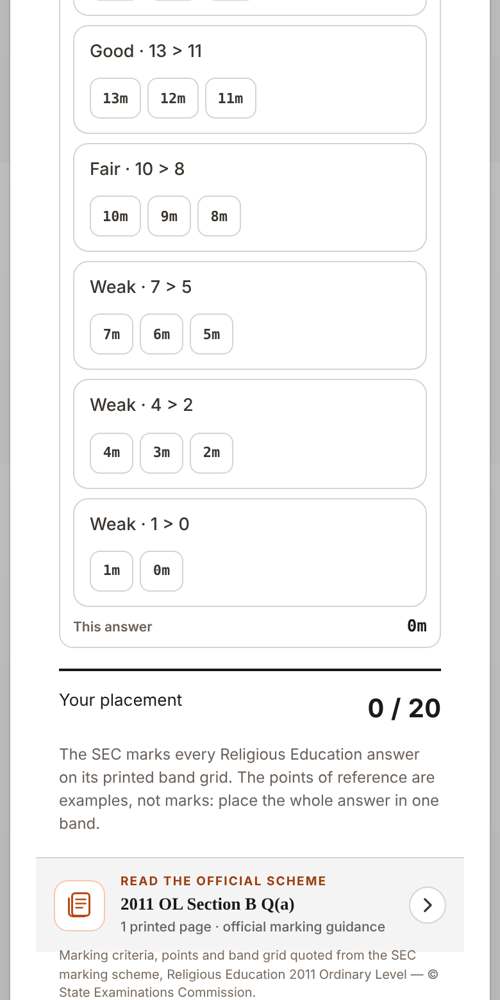 Good · 13 > 11
13m 12m 11m
Fair · 10 > 8
10m 9m 8m
Weak · 7 > 5
7m 6m 5m
Weak · 4 > 2
4m 3m 2m
Weak · 1 > 0
1m 0m
This answer 0m
Your placement 0 / 20
The SEC marks every Religious Education answer
on its printed band grid. The points of reference are
examples, not marks: place the whole answer in one
band.
READ THE OFFICIAL SCHEME
2011 OL Section B Q(a)
1 printed page · official marking guidance
Marking criteria, points and band grid quoted from the SEC
marking scheme, Religious Education 2011 Ordinary Level — ©
State Examinations Commission.